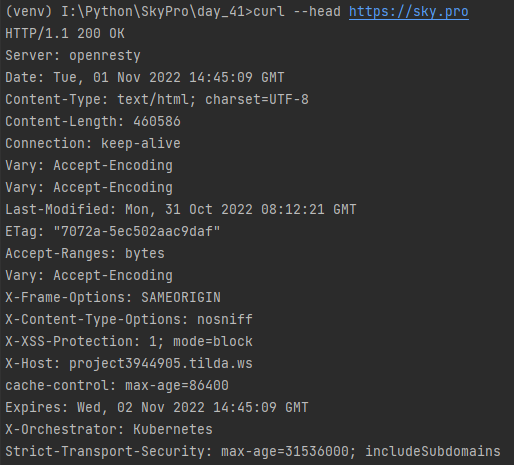 (venv) I:\Python\SkyPro\day_41>curl --head https://sky.pro
HTTP/1.1 200 OK
Server: openresty
Date: Tue, 01 Nov 2022 14:45:09 GMT
Content-Type: text/html; charset=UTF-8
Content-Length: 460586
Connection: keep-alive
Vary: Accept-Encoding
Vary: Accept-Encoding
Last-Modified: Mon, 31 Oct 2022 08:12:21 GMT
ETag: "7072a-5ec502aac9daf"
Accept-Ranges: bytes
Vary: Accept-Encoding
X-Frame-Options: SAMEORIGIN
X-Content-Type-Options: nosniff
X-XSS-Protection: 1; mode=block
X-Host: project3944905.tilda.ws
cache-control: max-age=86400
Expires: Wed, 02 Nov 2022 14:45:09 GMT
X-Orchestrator: Kubernetes
Strict-Transport-Security: max-age=31536000; includeSubdomains